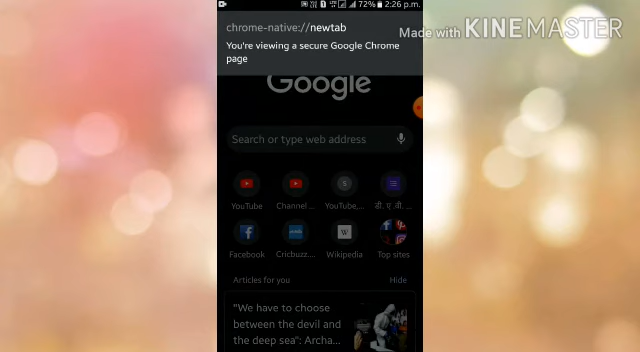 72% 2:26 p.m.
chrome-native://newtab
Made with KINEMASTER
You're viewing a secure Google Chrome
page
Google
Search or type web address
YouTube Channel... YouTube,... डी. ए .वी. ...
Facebook Cricbuzz.... Wikipedia Top sites
Articles for you Hide
"We have to choose
between the devil and
the deep sea": Archa...